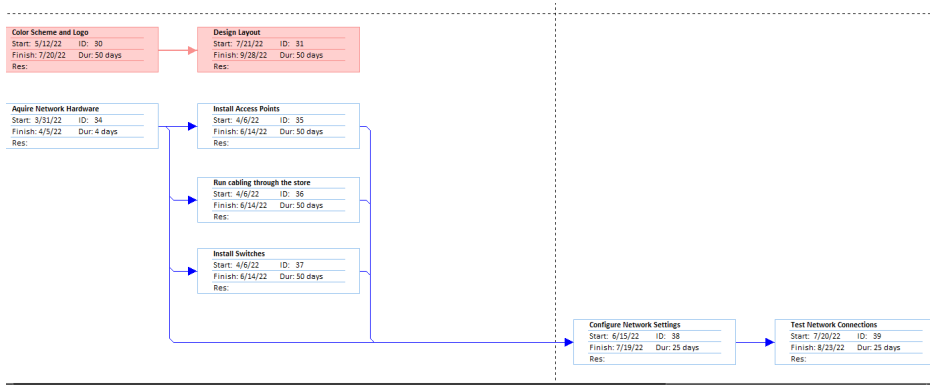 Color Scheme and Logo
Start: 5/12/22 ID: 30
Finish: 7/20/22 Dur: 50 days
Res:
Design Layout
Start: 7/21/22 ID: 31
Finish: 9/28/22 Dur: 50 days
Res:
Aquire Network Hardware
Start: 3/31/22 ID: 34
Finish: 4/5/22 Dur: 4 days
Res:
Install Access Points
Start: 4/6/22 ID: 35
Finish: 6/14/22 Dur: 50 days
Res:
Run cabling through the store
Start: 4/6/22 ID: 36
Finish: 6/14/22 Dur: 50 days
Res:
Install Switches
Start: 4/6/22 ID: 37
Finish: 6/14/22 Dur: 50 days
Res:
Configure Network Settings
Start: 6/15/22 ID: 38
Finish: 7/19/22 Dur: 25 days
Res:
Test Network Connections
Start: 7/20/22 ID: 39
Finish: 8/23/22 Dur: 25 days
Res: